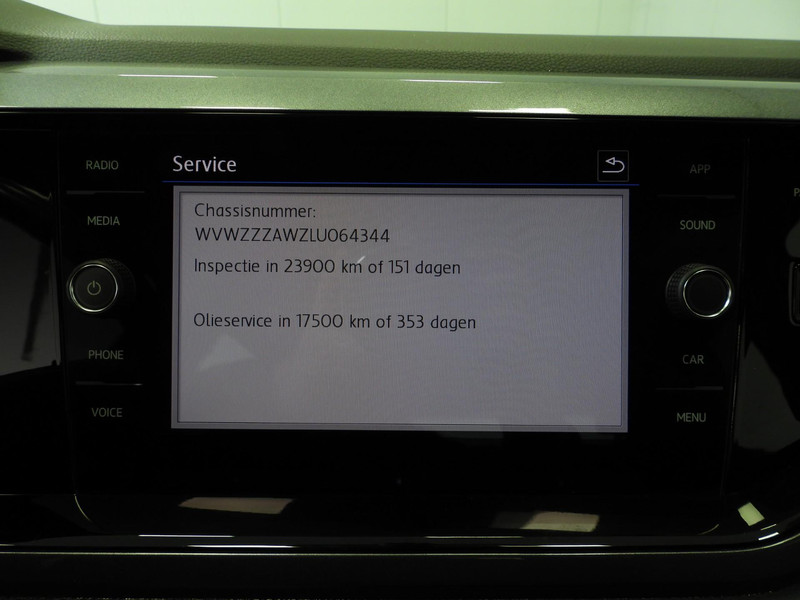 Service
RADIO
MEDIA
PHONE
VOICE
Chassisnummer:
WVWZZZAWZLU064344
Inspectie in 23900 km of 151 dagen
Olieservice in 17500 km of 353 dagen
APP
SOUND
CAR
MENU